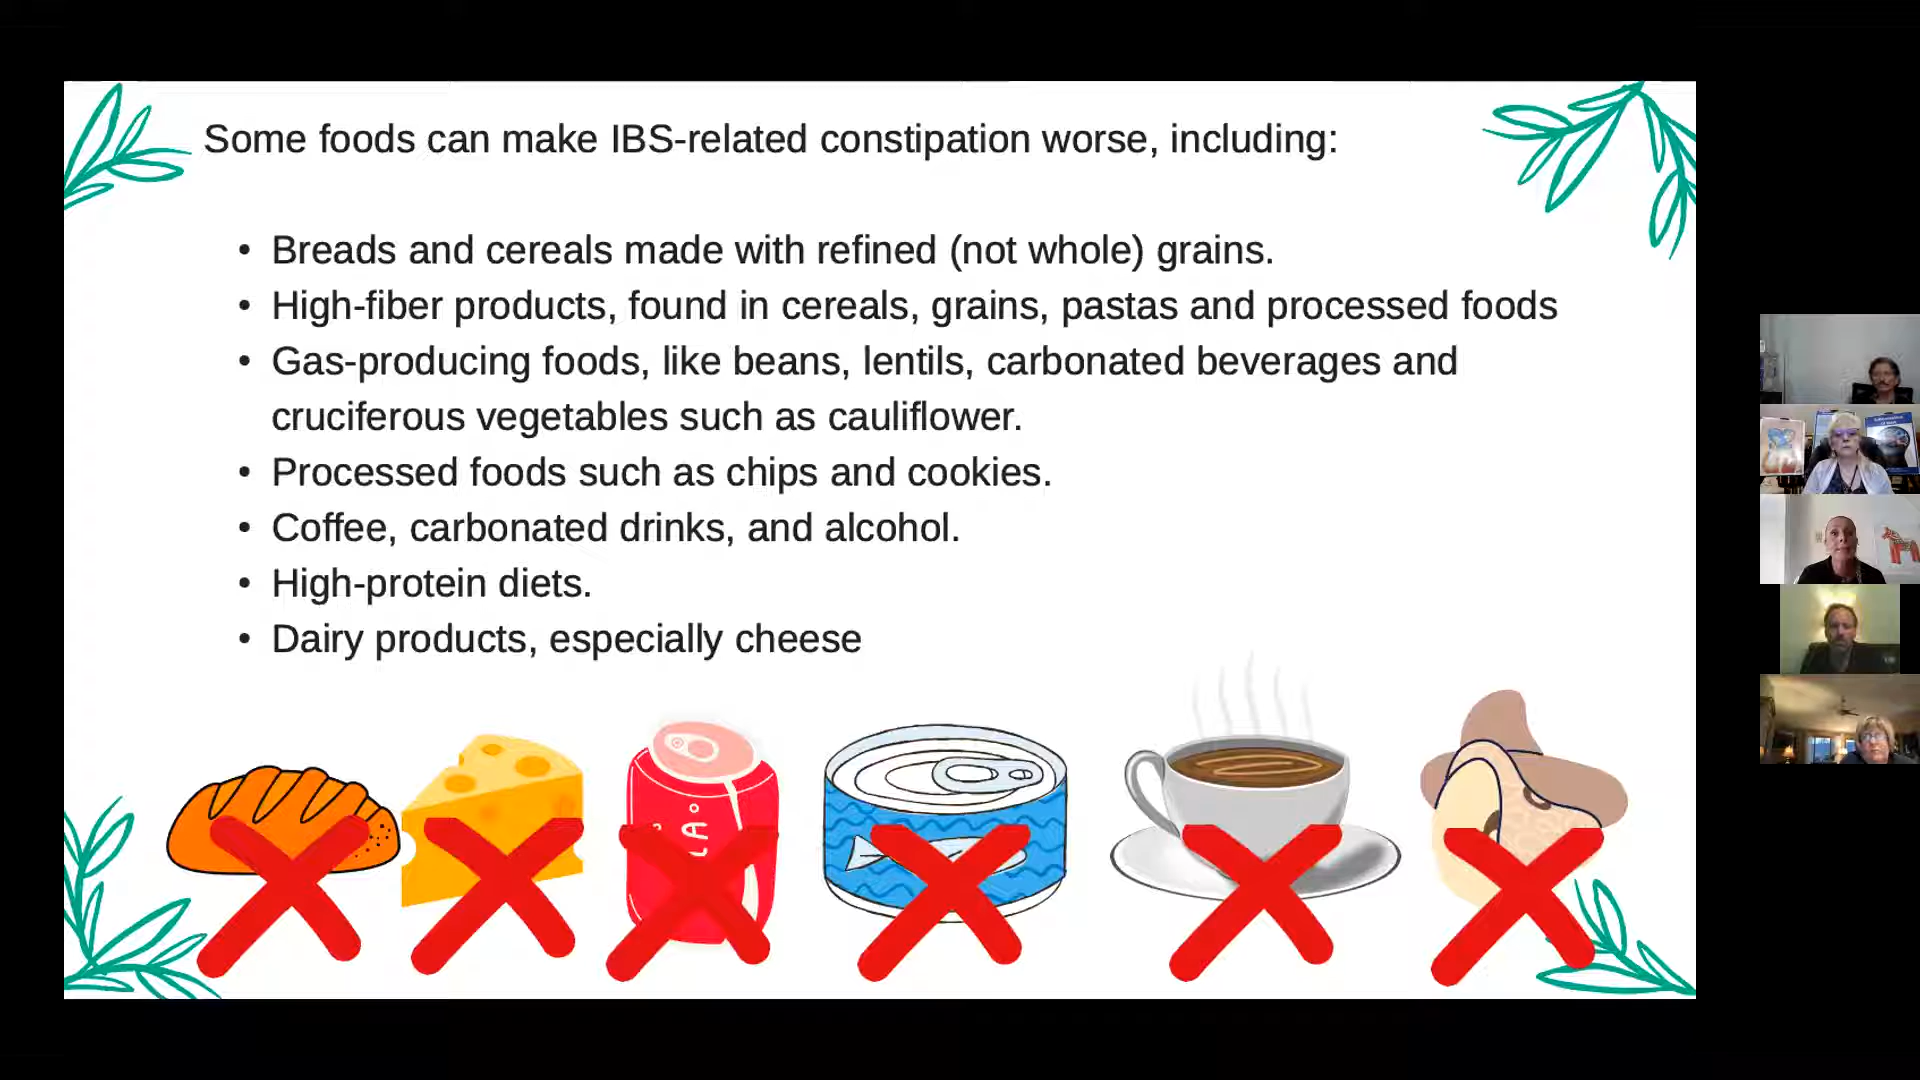 Some foods can make IBS-related constipation worse, including:
• Breads and cereals made with refined (not whole) grains.
• High-fiber products, found in cereals, grains, pastas and processed foods
• Gas-producing foods, like beans, lentils, carbonated beverages and
cruciferous vegetables such as cauliflower.
• Processed foods such as chips and cookies.
• Coffee, carbonated drinks, and alcohol.
• High-protein diets.
• Dairy products, especially cheese